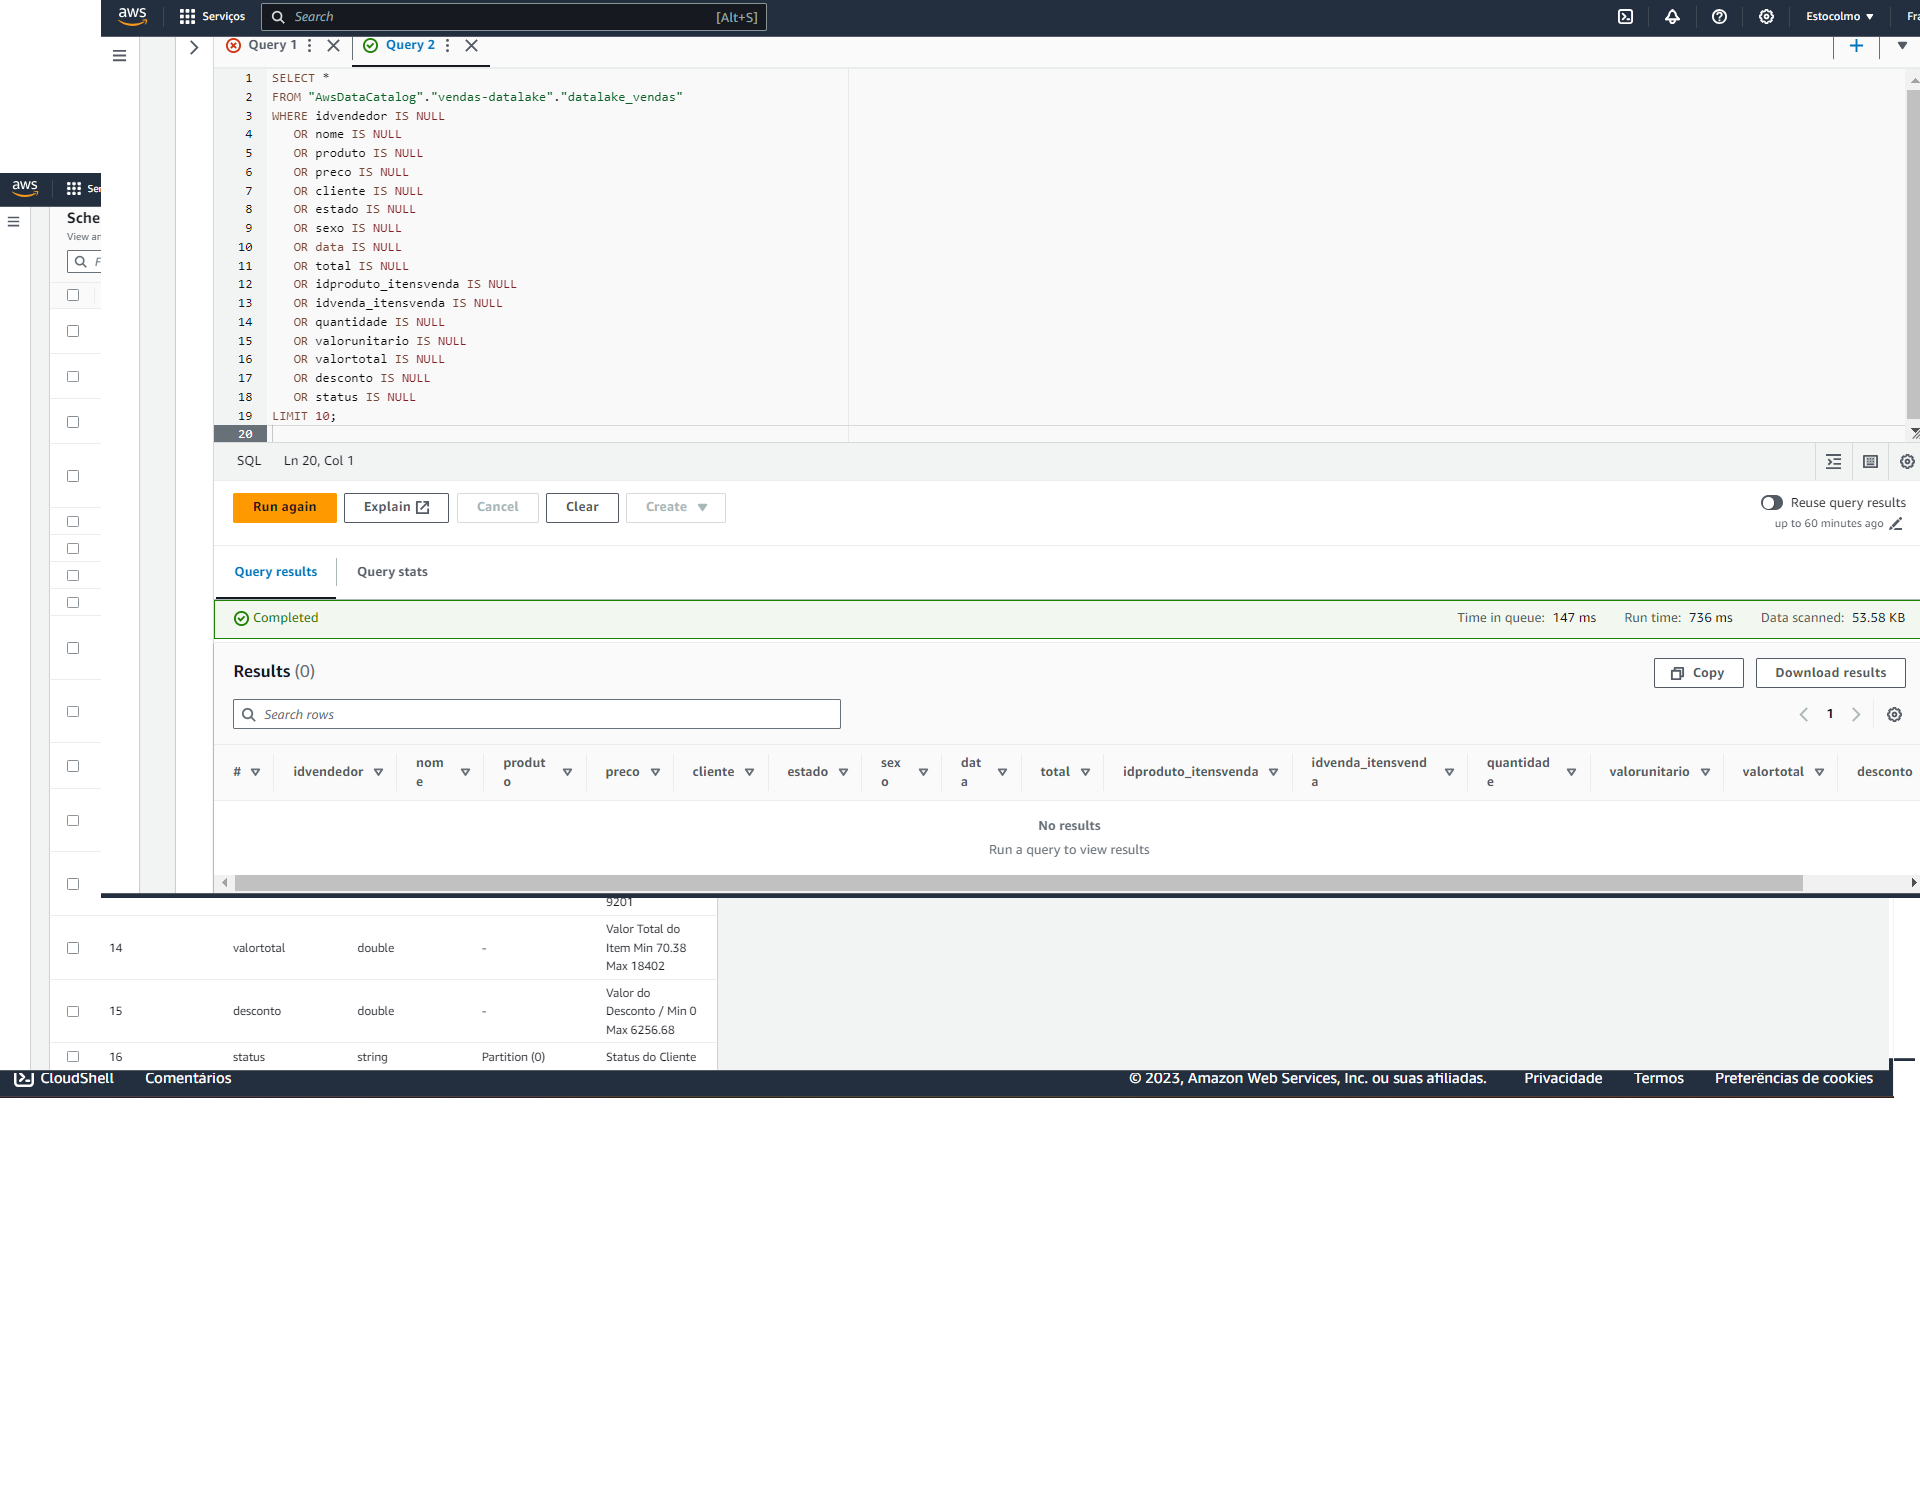 aws
Serviços
Search
[Alt+S]
Estocolmo
Fra
Query 1
Query 2
1 SELECT *
2 FROM "AwsDataCatalog"."vendas-datalake"."datalake_vendas"
3 WHERE idvendedor IS NULL
4 OR nome IS NULL
5 OR produto IS NULL
6 OR preco IS NULL
7 OR cliente IS NULL
8 OR estado IS NULL
9 OR sexo IS NULL
10 OR data IS NULL
11 OR total IS NULL
12 OR idproduto_itensvenda IS NULL
13 OR idvenda_itensvenda IS NULL
14 OR quantidade IS NULL
15 OR valorunitario IS NULL
16 OR valortotal IS NULL
17 OR desconto IS NULL
18 OR status IS NULL
19 LIMIT 10;
20
SQL Ln 20, Col 1
Run again
Explain
Cancel
Clear
Create
Reuse query results
up to 60 minutes ago
Query results
Query stats
Completed
Time in queue: 147 ms
Run time: 736 ms
Data scanned: 53.58 KB
Results (0)
Copy
Download results
Search rows
1
#
idvendedor
nom
e
produt
o
preco
cliente
estado
sex
o
dat
a
total
idproduto_itensvenda
idvenda_itensvend
a
quantidad
e
valorunitario
valortotal
desconto
No results
Run a query to view results
aws
Ser
Sche
View an
F
9201
14 valortotal double -
Valor Total do
Item Min 70.38
Max 18402
15 desconto double -
Valor do
Desconto / Min 0
Max 6256.68
16 status string Partition (0) Status do Cliente
CloudShell
Comentários
© 2023, Amazon Web Services, Inc. ou suas afiliadas.
Privacidade
Termos
Preferências de cookies